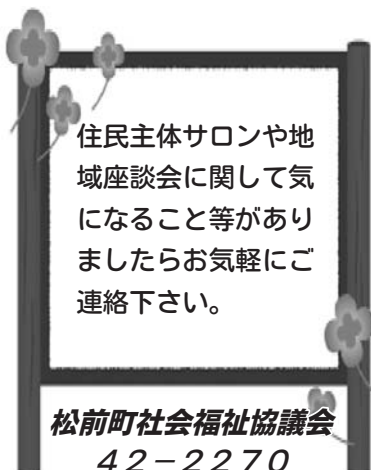 住民主体サロンや地
域座談会に関して気
になること等があり
ましたらお気軽にご
連絡下さい。
松前町社会福祉協議会
４２－２２７０